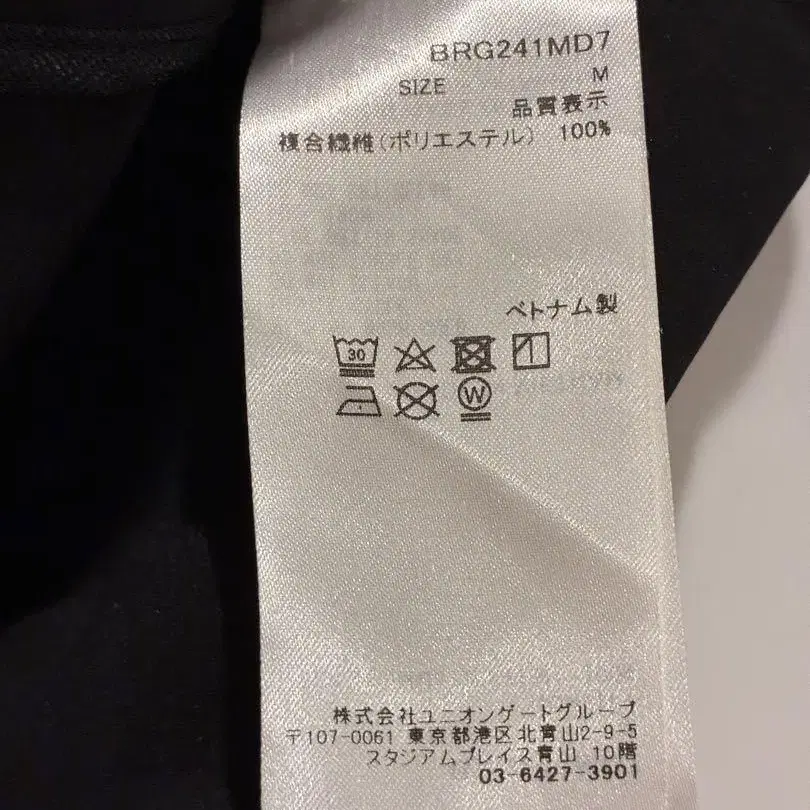 BRG241MD7
SIZE M
品質表示
複合繊維(ポリエステル) 100%
ベトナム製
30
W
株式会社ユニオンゲートグループ
〒107-0061 東京都港区北青山2-9-5
スタジアムプレイス青山 10階
03-6427-3901